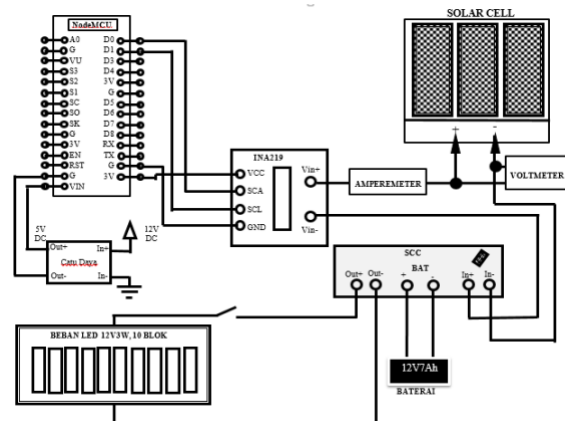 SOLAR CELL
NodeMCU
A0 D0
G D1
VU D3
S3 D3
S2 D4
S1 3V
SC G
SO D5
SK D6
G D7
3V D8
EN RX
RST TX
G G
VIN 3V
+ -
INA219
VCC Vin+
SCA
SCL
GND Vin-
AMPEREMETER
VOLTMETER
5V
DC
12V
DC
Out+ In+
Catu Daya
Out- In-
SCC
BAT
Out+ Out- + - In+ In-
BEBAN LED 12V3W, 10 BLOK
12V7Ah
BATERAI